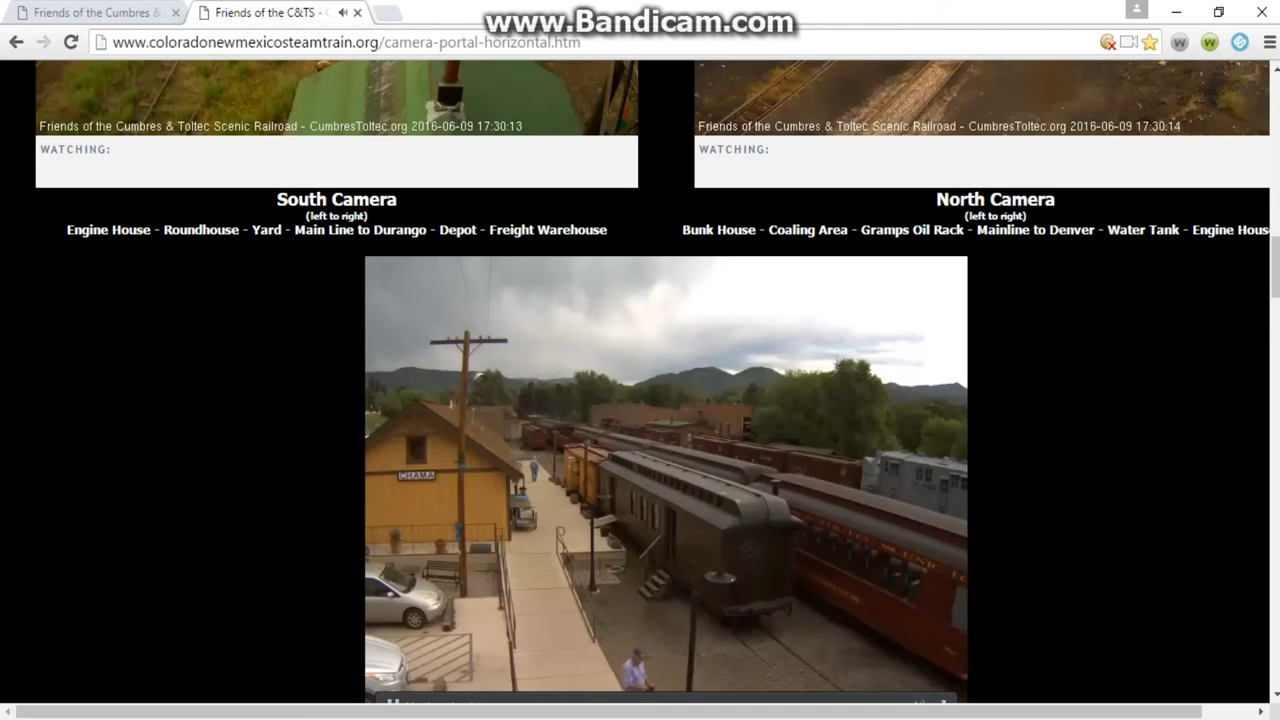 www.Bandicam.com
Friends of the Cumbres &
Friends of the C&TS -
www.coloradonewmexicosteamtrain.org/camera-portal-horizontal.htm
Friends of the Cumbres & Toltec Scenic Railroad - CumbresToltec.org 2016-06-09 17:30:13
Friends of the Cumbres & Toltec Scenic Railroad - CumbresToltec.org 2016-06-09 17:30:14
WATCHING:
WATCHING:
South Camera
(left to right)
Engine House - Roundhouse - Yard - Main Line to Durango - Depot - Freight Warehouse
North Camera
(left to right)
Bunk House - Coaling Area - Gramps Oil Rack - Mainline to Denver - Water Tank - Engine Hous
CHAMA